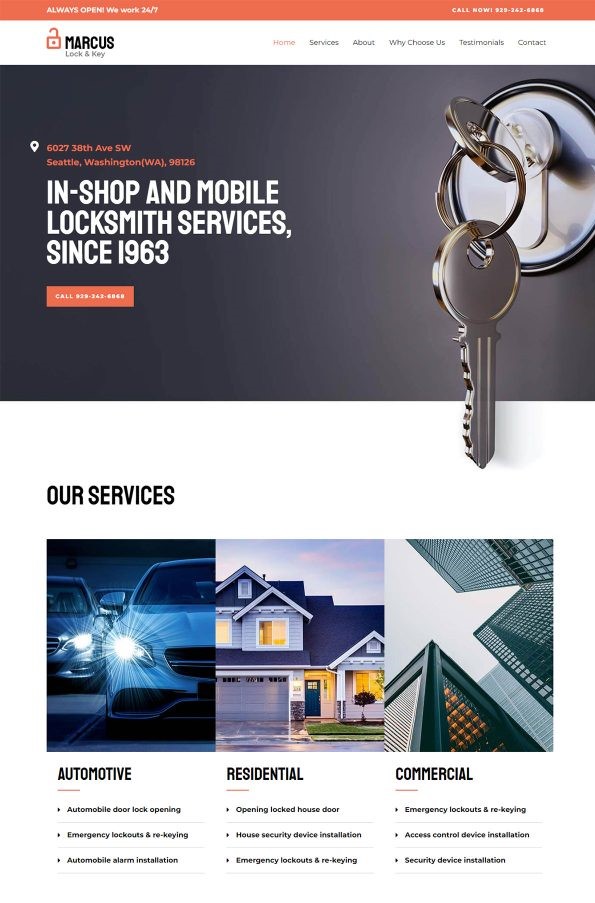 ALWAYS OPEN! We work 24/7
CALL NOW! 929-242-6868
MARCUS
Lock & Key
Home Services About Why Choose Us Testimonials Contact
6027 38th Ave SW
Seattle, Washington(WA), 98126
IN-SHOP AND MOBILE
LOCKSMITH SERVICES,
SINCE 1963
CALL 929-242-6868
OUR SERVICES
AUTOMOTIVE
Automobile door lock opening
Emergency lockouts & re-keying
Automobile alarm installation
RESIDENTIAL
Opening locked house door
House security device installation
Emergency lockouts & re-keying
COMMERCIAL
Emergency lockouts & re-keying
Access control device installation
Security device installation